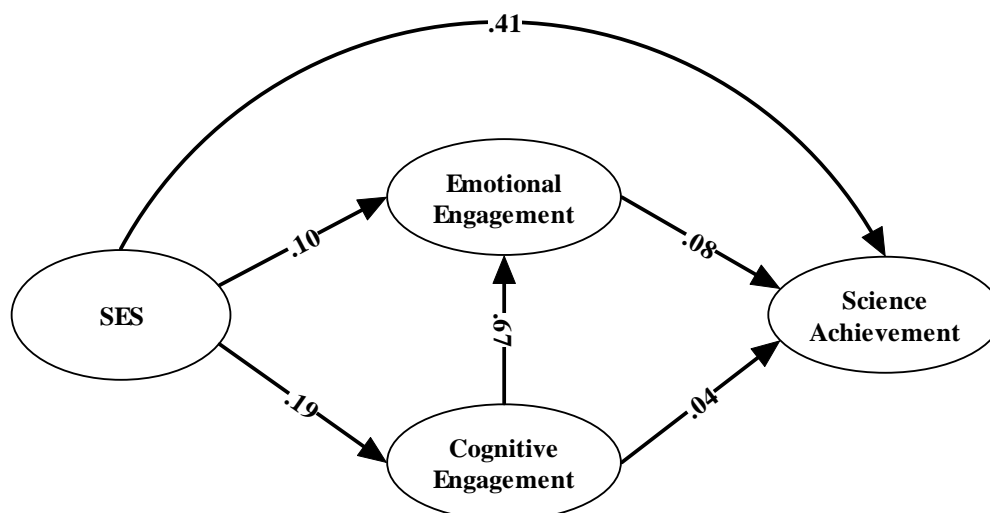 .41
Emotional
Engagement
.10
.08
SES
Science
Achievement
.67
.19
.04
Cognitive
Engagement